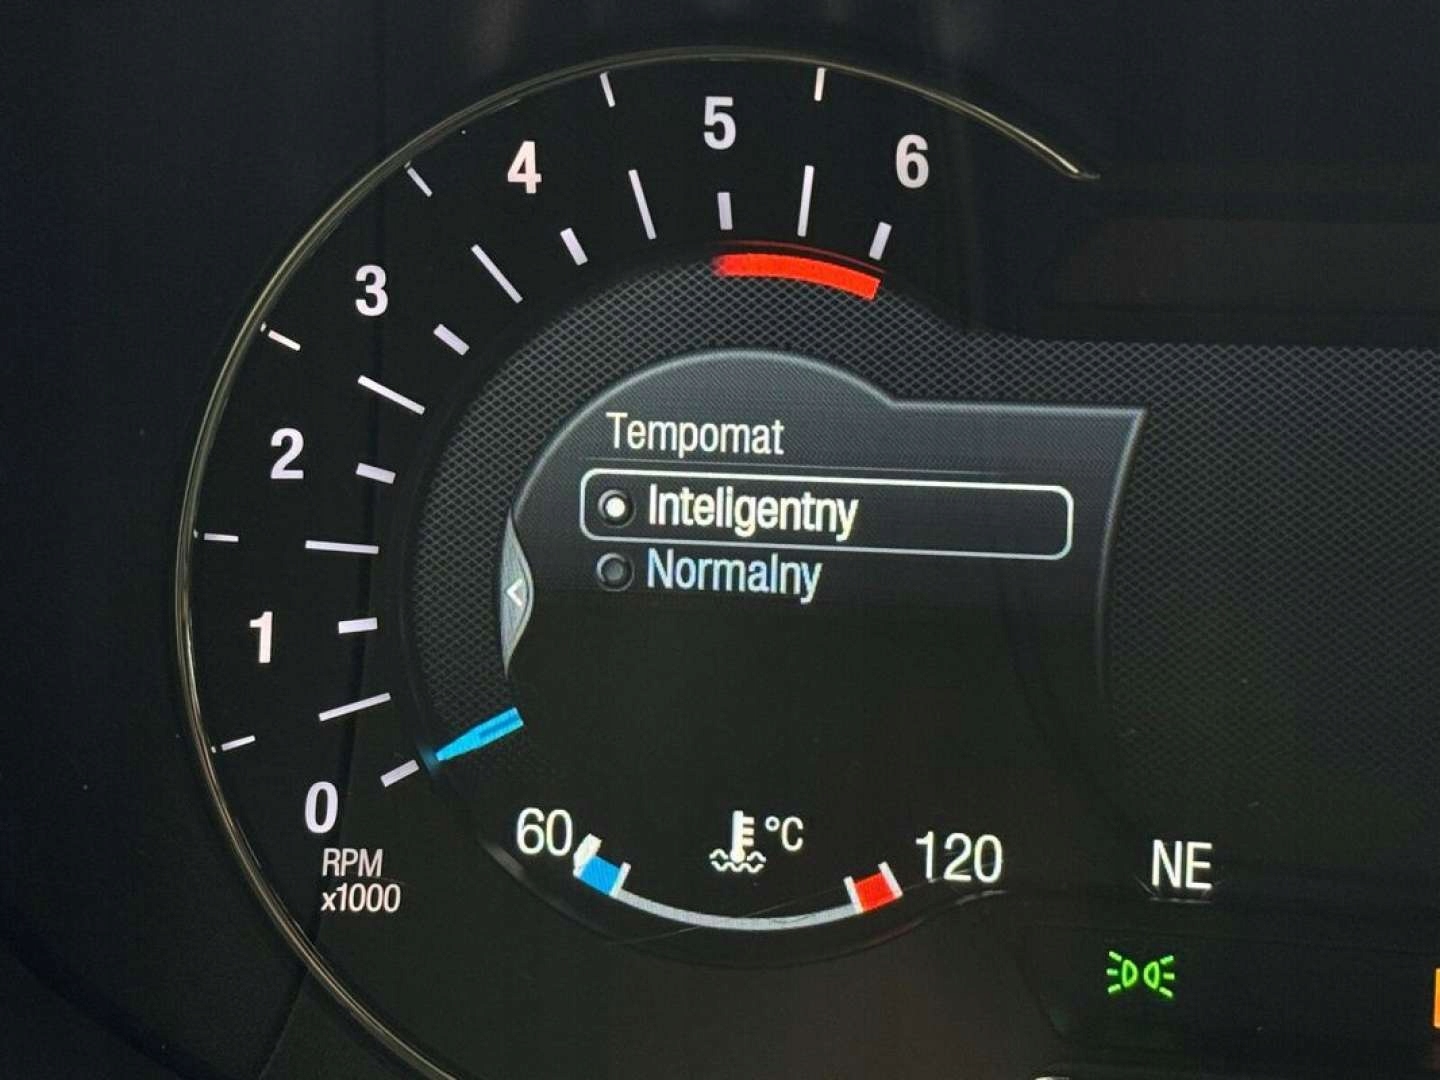 5
6
4
3
2
1
0
RPM
x1000
Tempomat
Inteligentny
Normalny
<
60
°C
120
NE